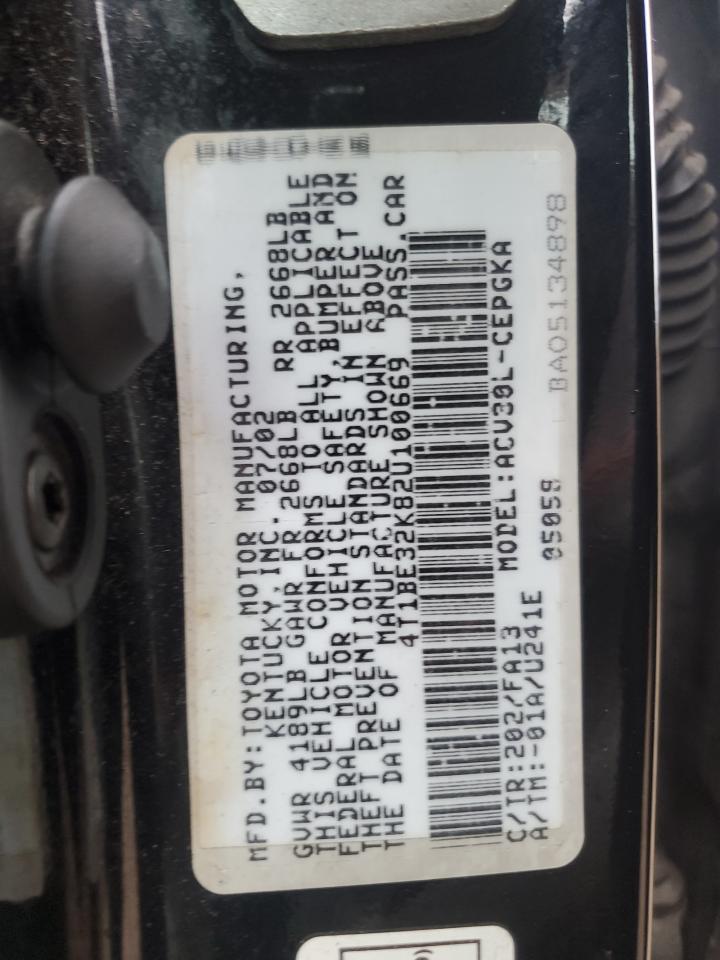 MFD.BY:TOYOTA MOTOR MANUFACTURING,
KENTUCKY,INC. 07/02
GVWR 4189LB GAWR FR 2668LB RR 2668LB
THIS VEHICLE CONFORMS TO ALL APPLICABLE
FEDERAL MOTOR VEHICLE SAFETY,BUMPER AND
THEFT PREVENTION STANDARDS IN EFFECT ON
THE DATE OF MANUFACTURE SHOWN ABOVE
4T1BE32K82U100669 PASS.CAR
MODEL:ACV30L-CEPGKA
C/TR:202/FA13
A/TM:-01A/U241E
BA05134898